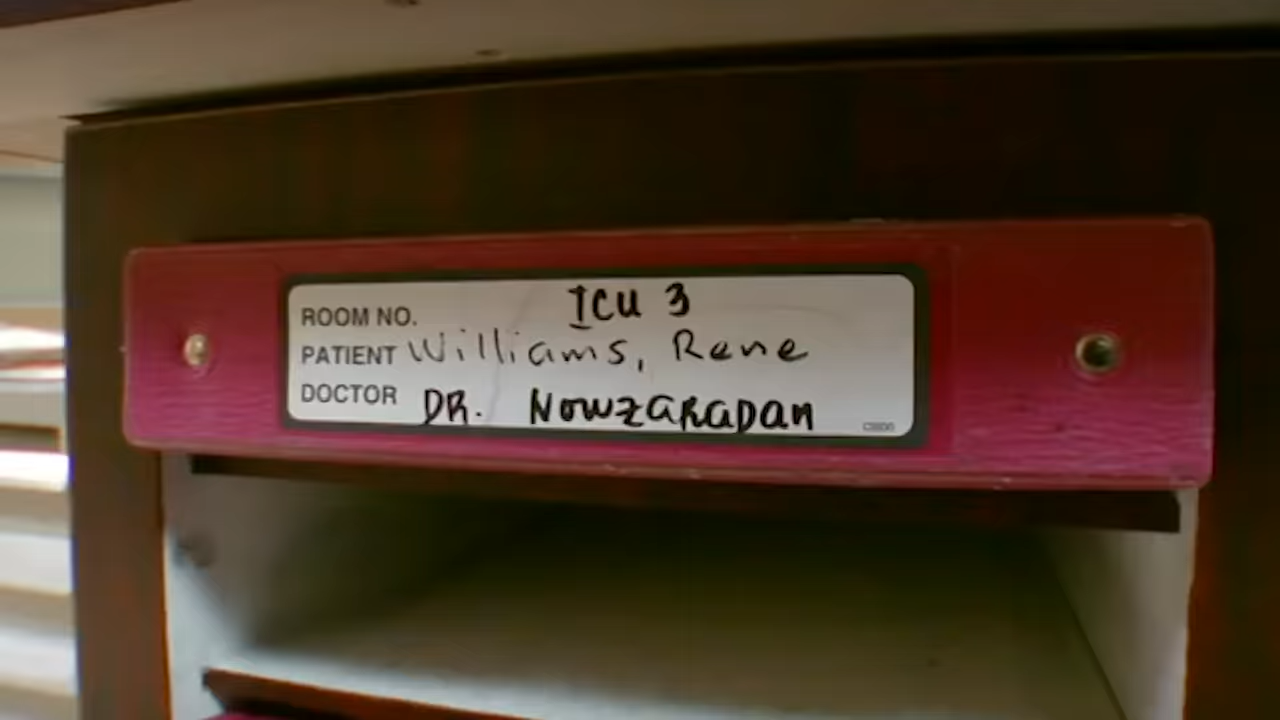 ROOM NO. ICU 3
PATIENT Williams, Rene
DOCTOR DR. NOWZARADAN